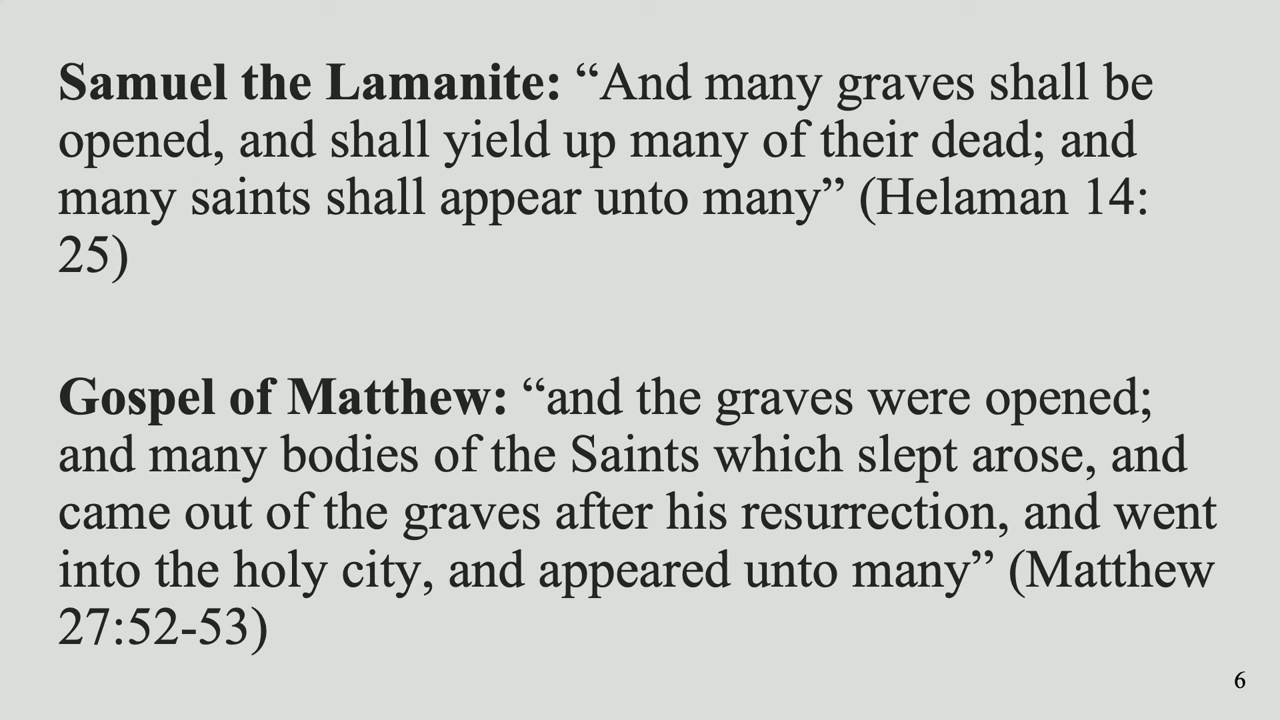 Samuel the Lamanite: “And many graves shall be
opened, and shall yield up many of their dead; and
many saints shall appear unto many” (Helaman 14:
25)
Gospel of Matthew: “and the graves were opened;
and many bodies of the Saints which slept arose, and
came out of the graves after his resurrection, and went
into the holy city, and appeared unto many” (Matthew
27:52-53)
6